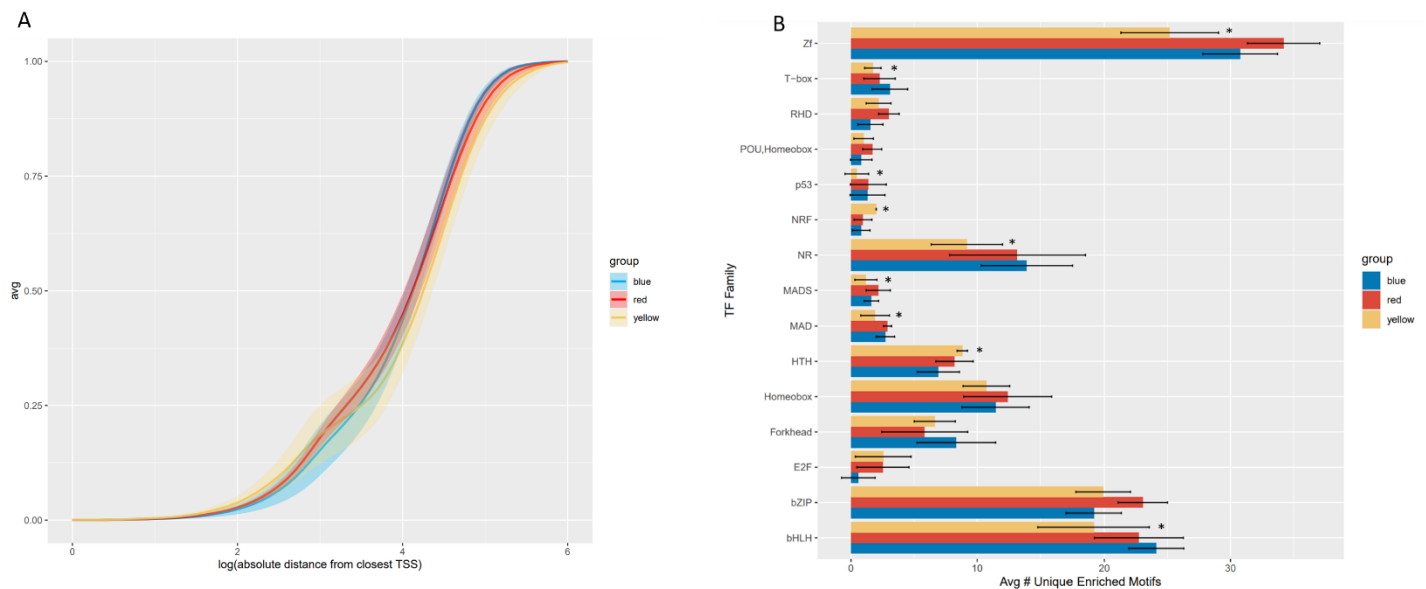 A
1.00
0.75
0.50
0.25
0.00
avg
0
2
4
6
log(absolute distance from closest TSS)
group
blue
red
yellow
B
Zf
T-box
RHD
POU,Homeobox
p53
NRF
NR
MADS
MAD
HTH
Homeobox
Forkhead
E2F
bZIP
bHLH
TF Family
*
*
*
*
*
*
*
*
*
0
10
20
30
Avg # Unique Enriched Motifs
group
blue
red
yellow